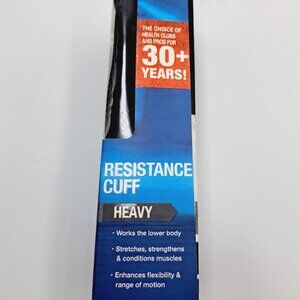 THE CHOICE OF
HEALTH CLUBS
AND PROS FOR
30+
YEARS!
RESISTANCE
CUFF
HEAVY
• Works the lower body
• Stretches, strengthens
& conditions muscles
• Enhances flexibility &
range of motion